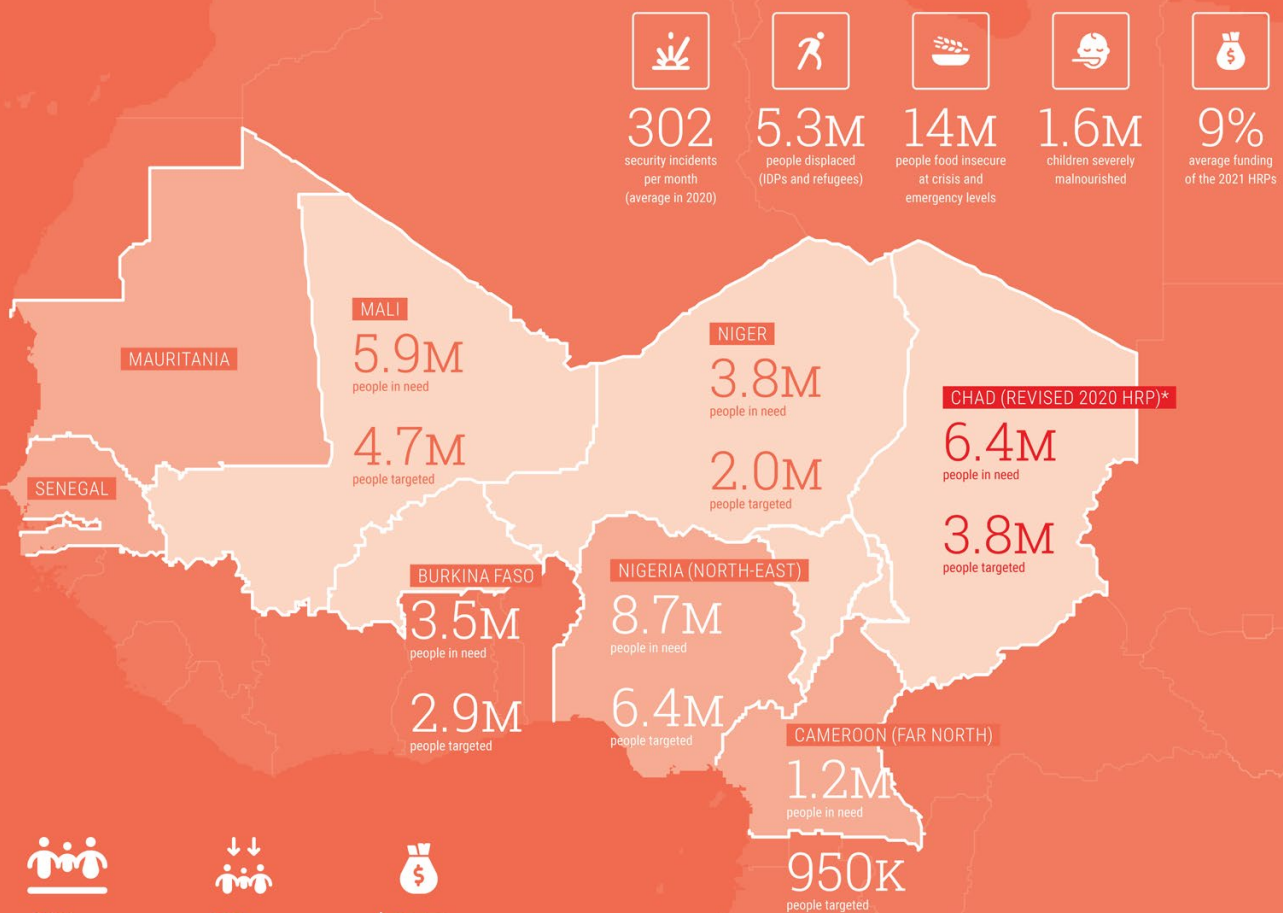 302
security incidents
per month
(average in 2020)
5.3M
people displaced
(IDPs and refugees)
14M
people food insecure
at crisis and
emergency levels
1.6M
children severely
malnourished
9%
average funding
of the 2021 HRPs
MAURITANIA
MALI
5.9M
people in need
4.7M
people targeted
NIGER
3.8M
people in need
2.0M
people targeted
CHAD (REVISED 2020 HRP)*
6.4M
people in need
3.8M
people targeted
SENEGAL
BURKINA FASO
3.5M
people in need
2.9M
people targeted
NIGERIA (NORTH-EAST)
8.7M
people in need
6.4M
people targeted
CAMEROON (FAR NORTH)
1.2M
people in need
950K
people targeted